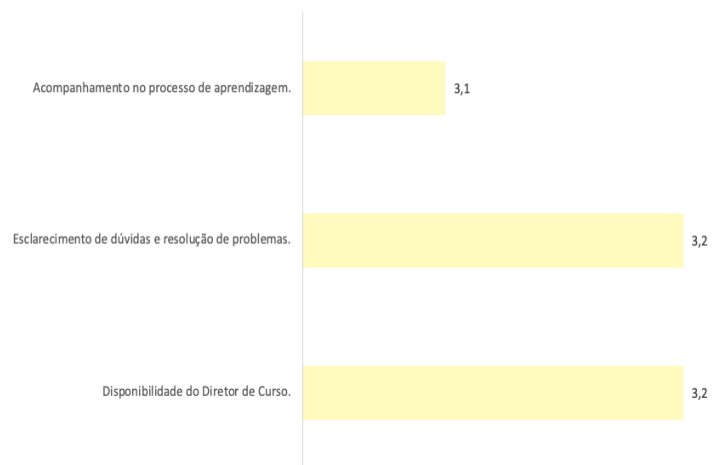 Acompanhamento no processo de aprendizagem.
3,1
Esclarecimento de dúvidas e resolução de problemas.
3,2
Disponibilidade do Diretor de Curso.
3,2